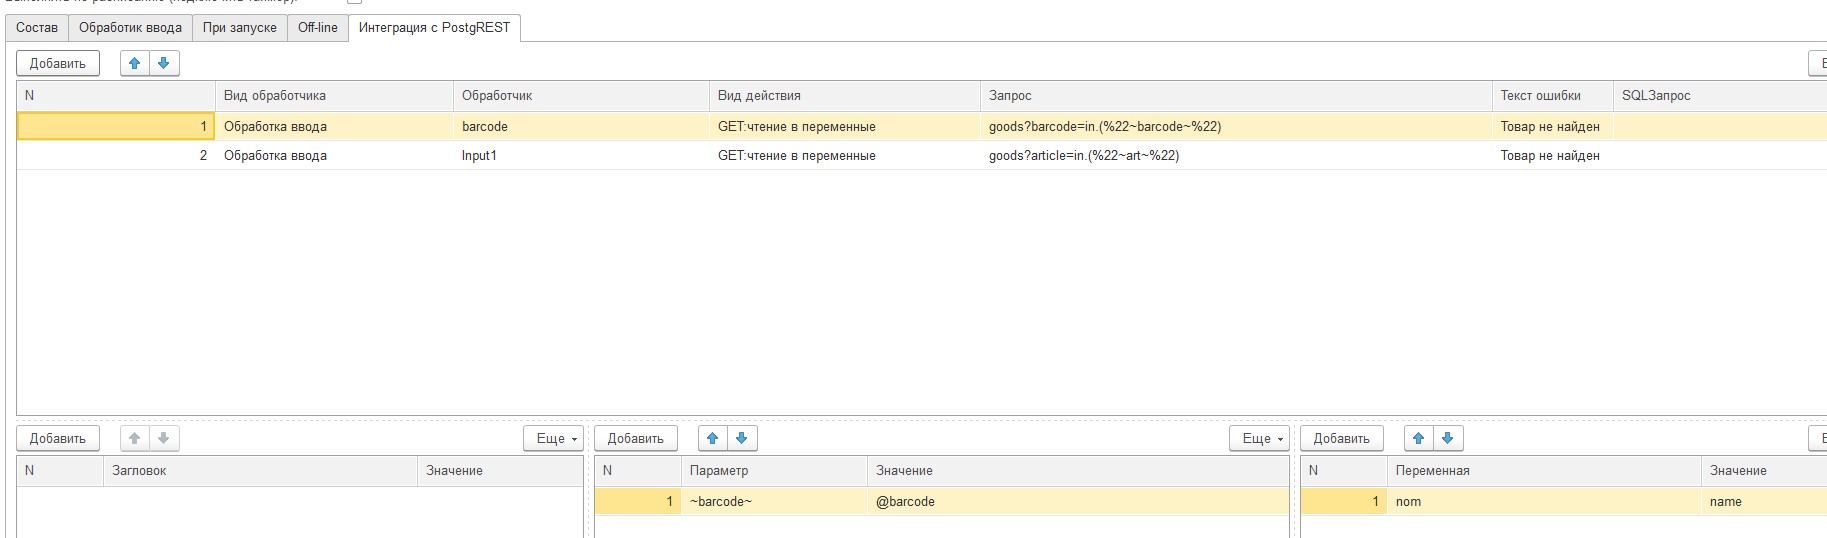 Состав Обработик ввода При запуске Off-line Интеграция с PostgREST
Добавить
N Вид обработчика Обработчик Вид действия Запрос Текст ошибки SQLЗапрос
1 Обработка ввода barcode GET:чтение в переменные goods?barcode=in.(%22~barcode~%22) Товар не найден
2 Обработка ввода Input1 GET:чтение в переменные goods?article=in.(%22~art~%22) Товар не найден
Добавить Еще Добавить Еще Добавить
N Загловок Значение N Параметр Значение N Переменная Значение
1 ~barcode~ @barcode 1 nom name